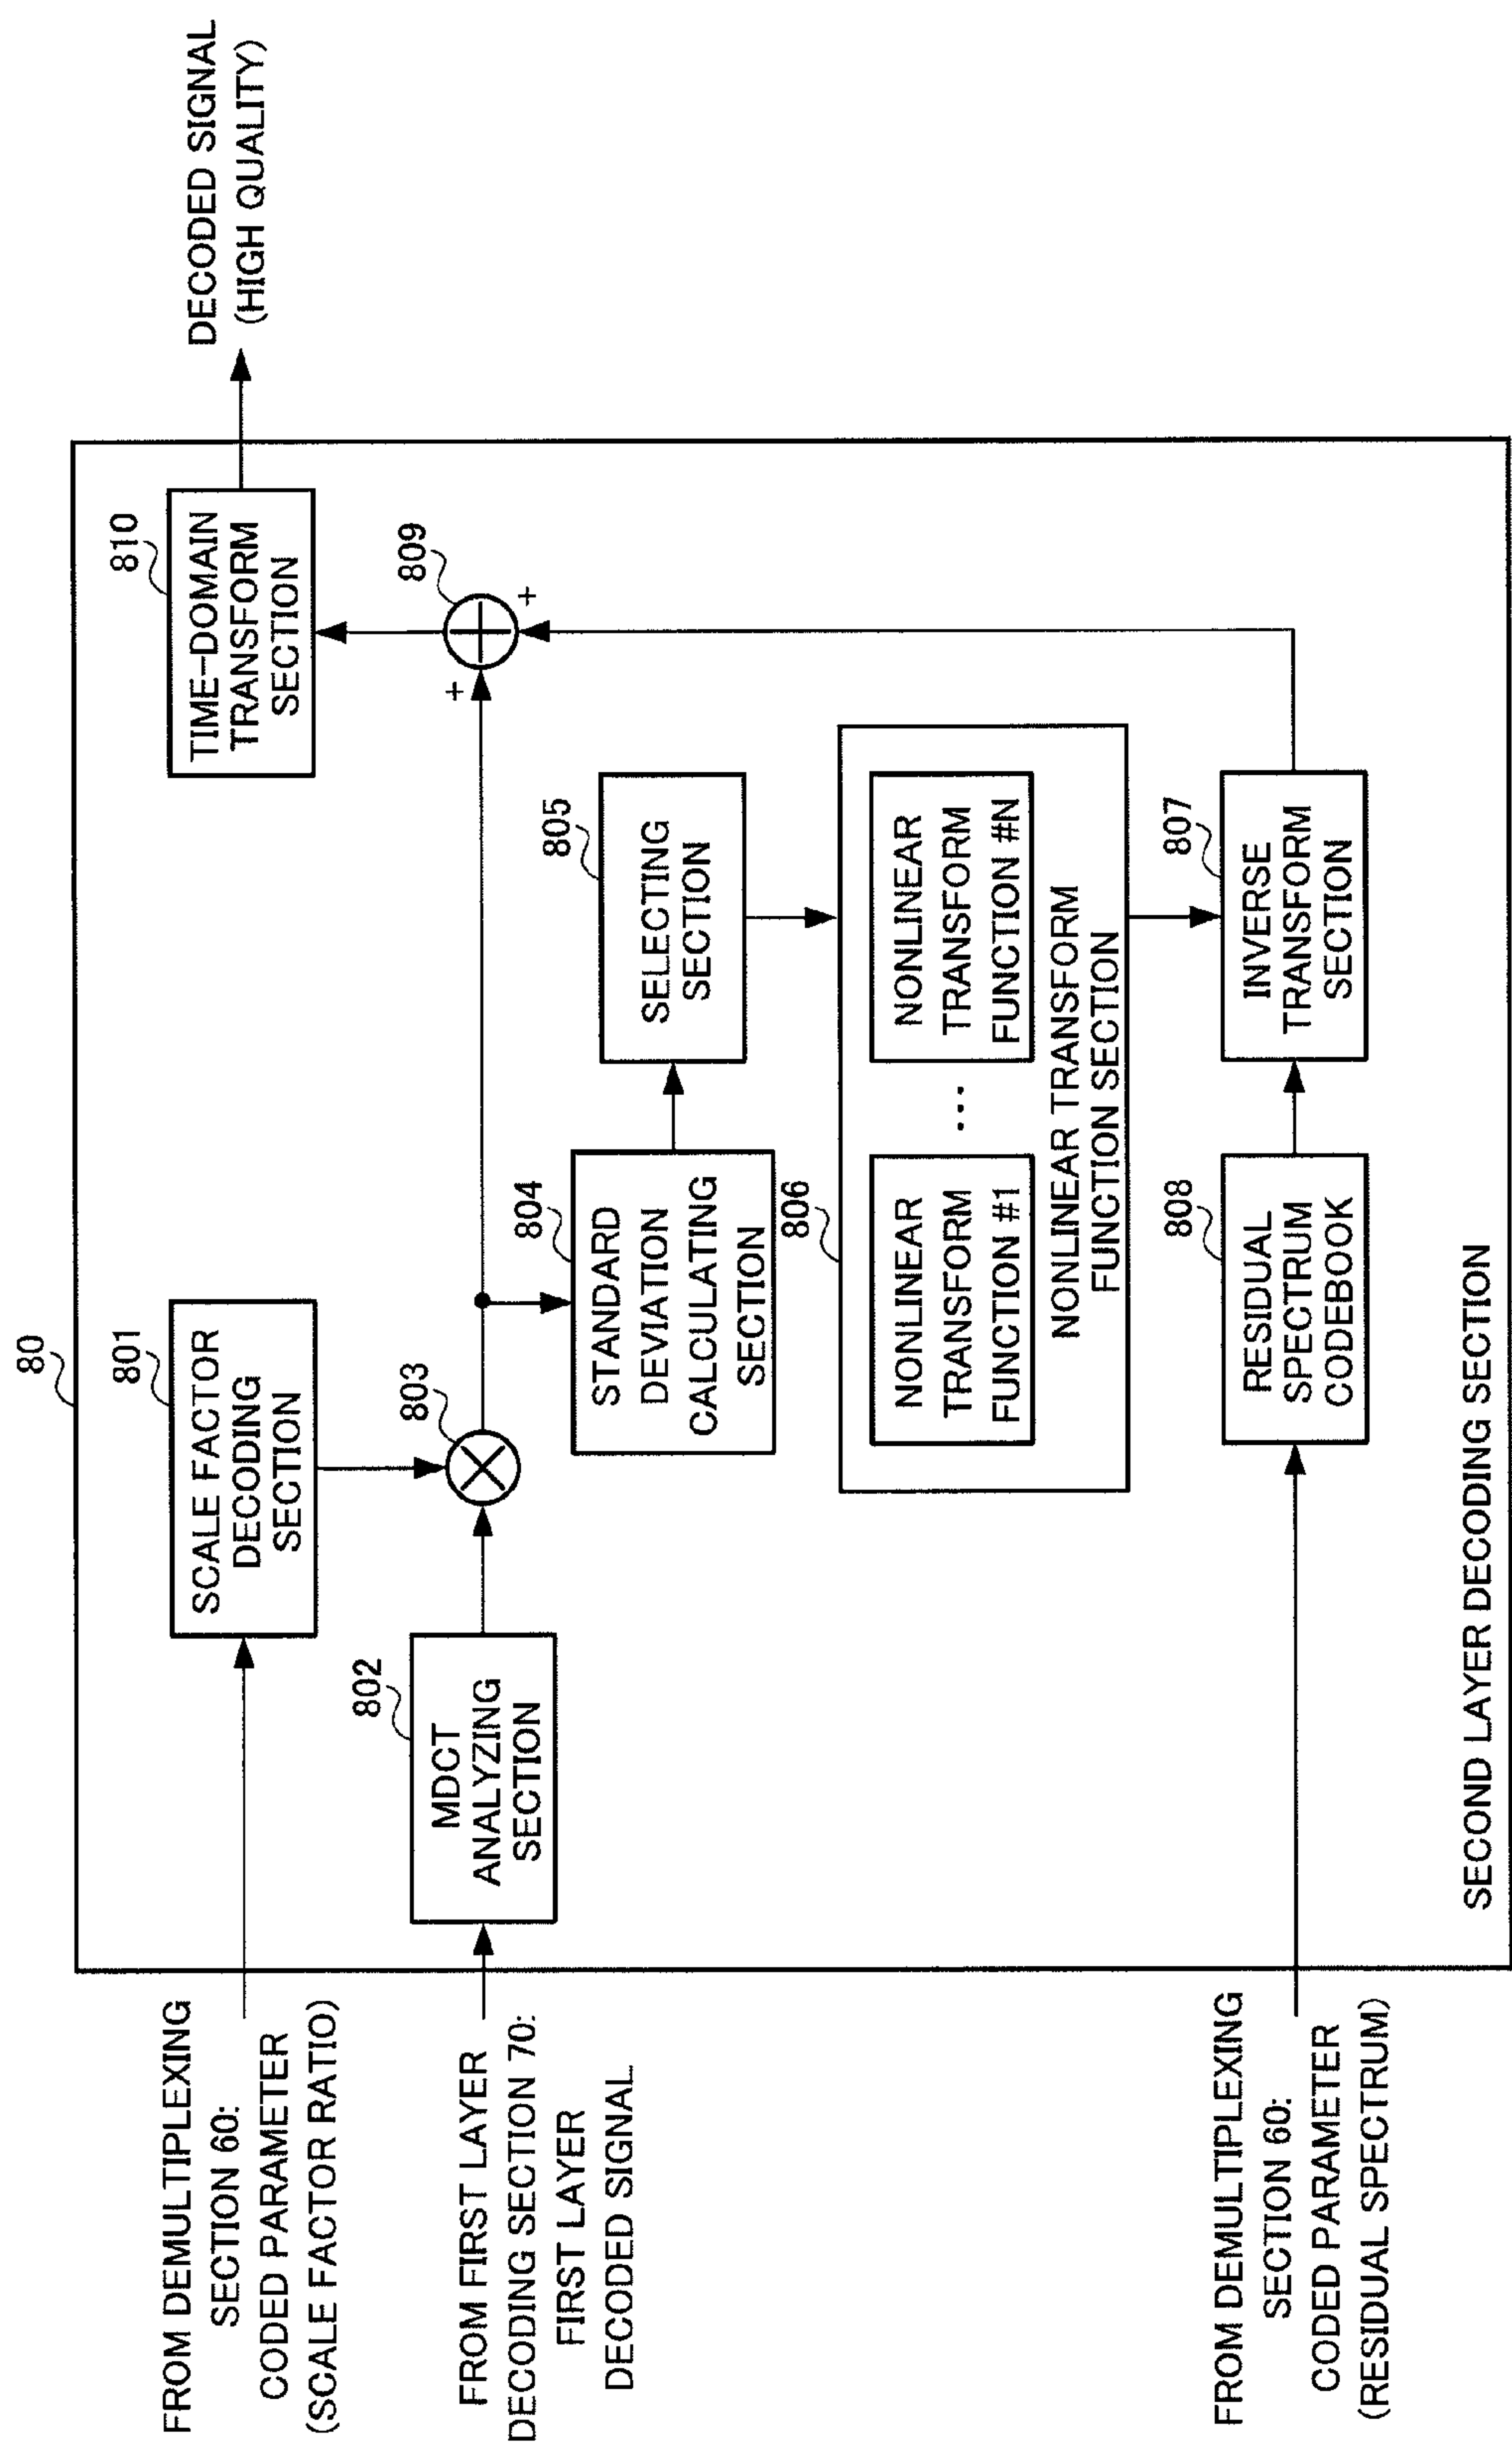 80
FROM DEMULTIPLEXING
SECTION 60:
CODED PARAMETER
(SCALE FACTOR RATIO)
801
SCALE FACTOR
DECODING
SECTION
810
TIME-DOMAIN
TRANSFORM
SECTION
DECODED SIGNAL
(HIGH QUALITY)
FROM FIRST LAYER
DECODING SECTION 70:
FIRST LAYER
DECODED SIGNAL
802
MDCT
ANALYZING
SECTION
803
809
+
+
804
STANDARD
DEVIATION
CALCULATING
SECTION
805
SELECTING
SECTION
806
NONLINEAR
TRANSFORM
FUNCTION #1
...
NONLINEAR
TRANSFORM
FUNCTION #N
NONLINEAR TRANSFORM
FUNCTION SECTION
FROM DEMULTIPLEXING
SECTION 60:
CODED PARAMETER
(RESIDUAL SPECTRUM)
808
RESIDUAL
SPECTRUM
CODEBOOK
807
INVERSE
TRANSFORM
SECTION
SECOND LAYER DECODING SECTION